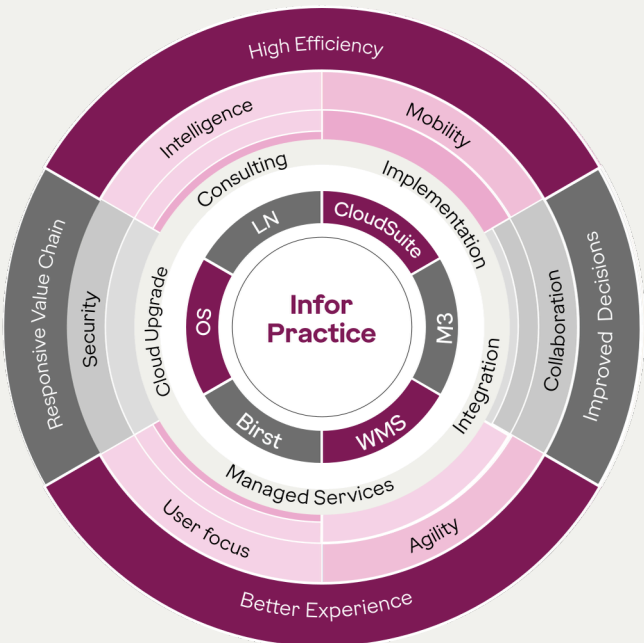 High Efficiency
Intelligence
Mobility
Consulting
Implementation
LN
CloudSuite
Responsive Value Chain
Security
Cloud Upgrade
OS
Infor
Practice
M3
Integration
Collaboration
Improved Decisions
Birst
WMS
Managed Services
User focus
Agility
Better Experience